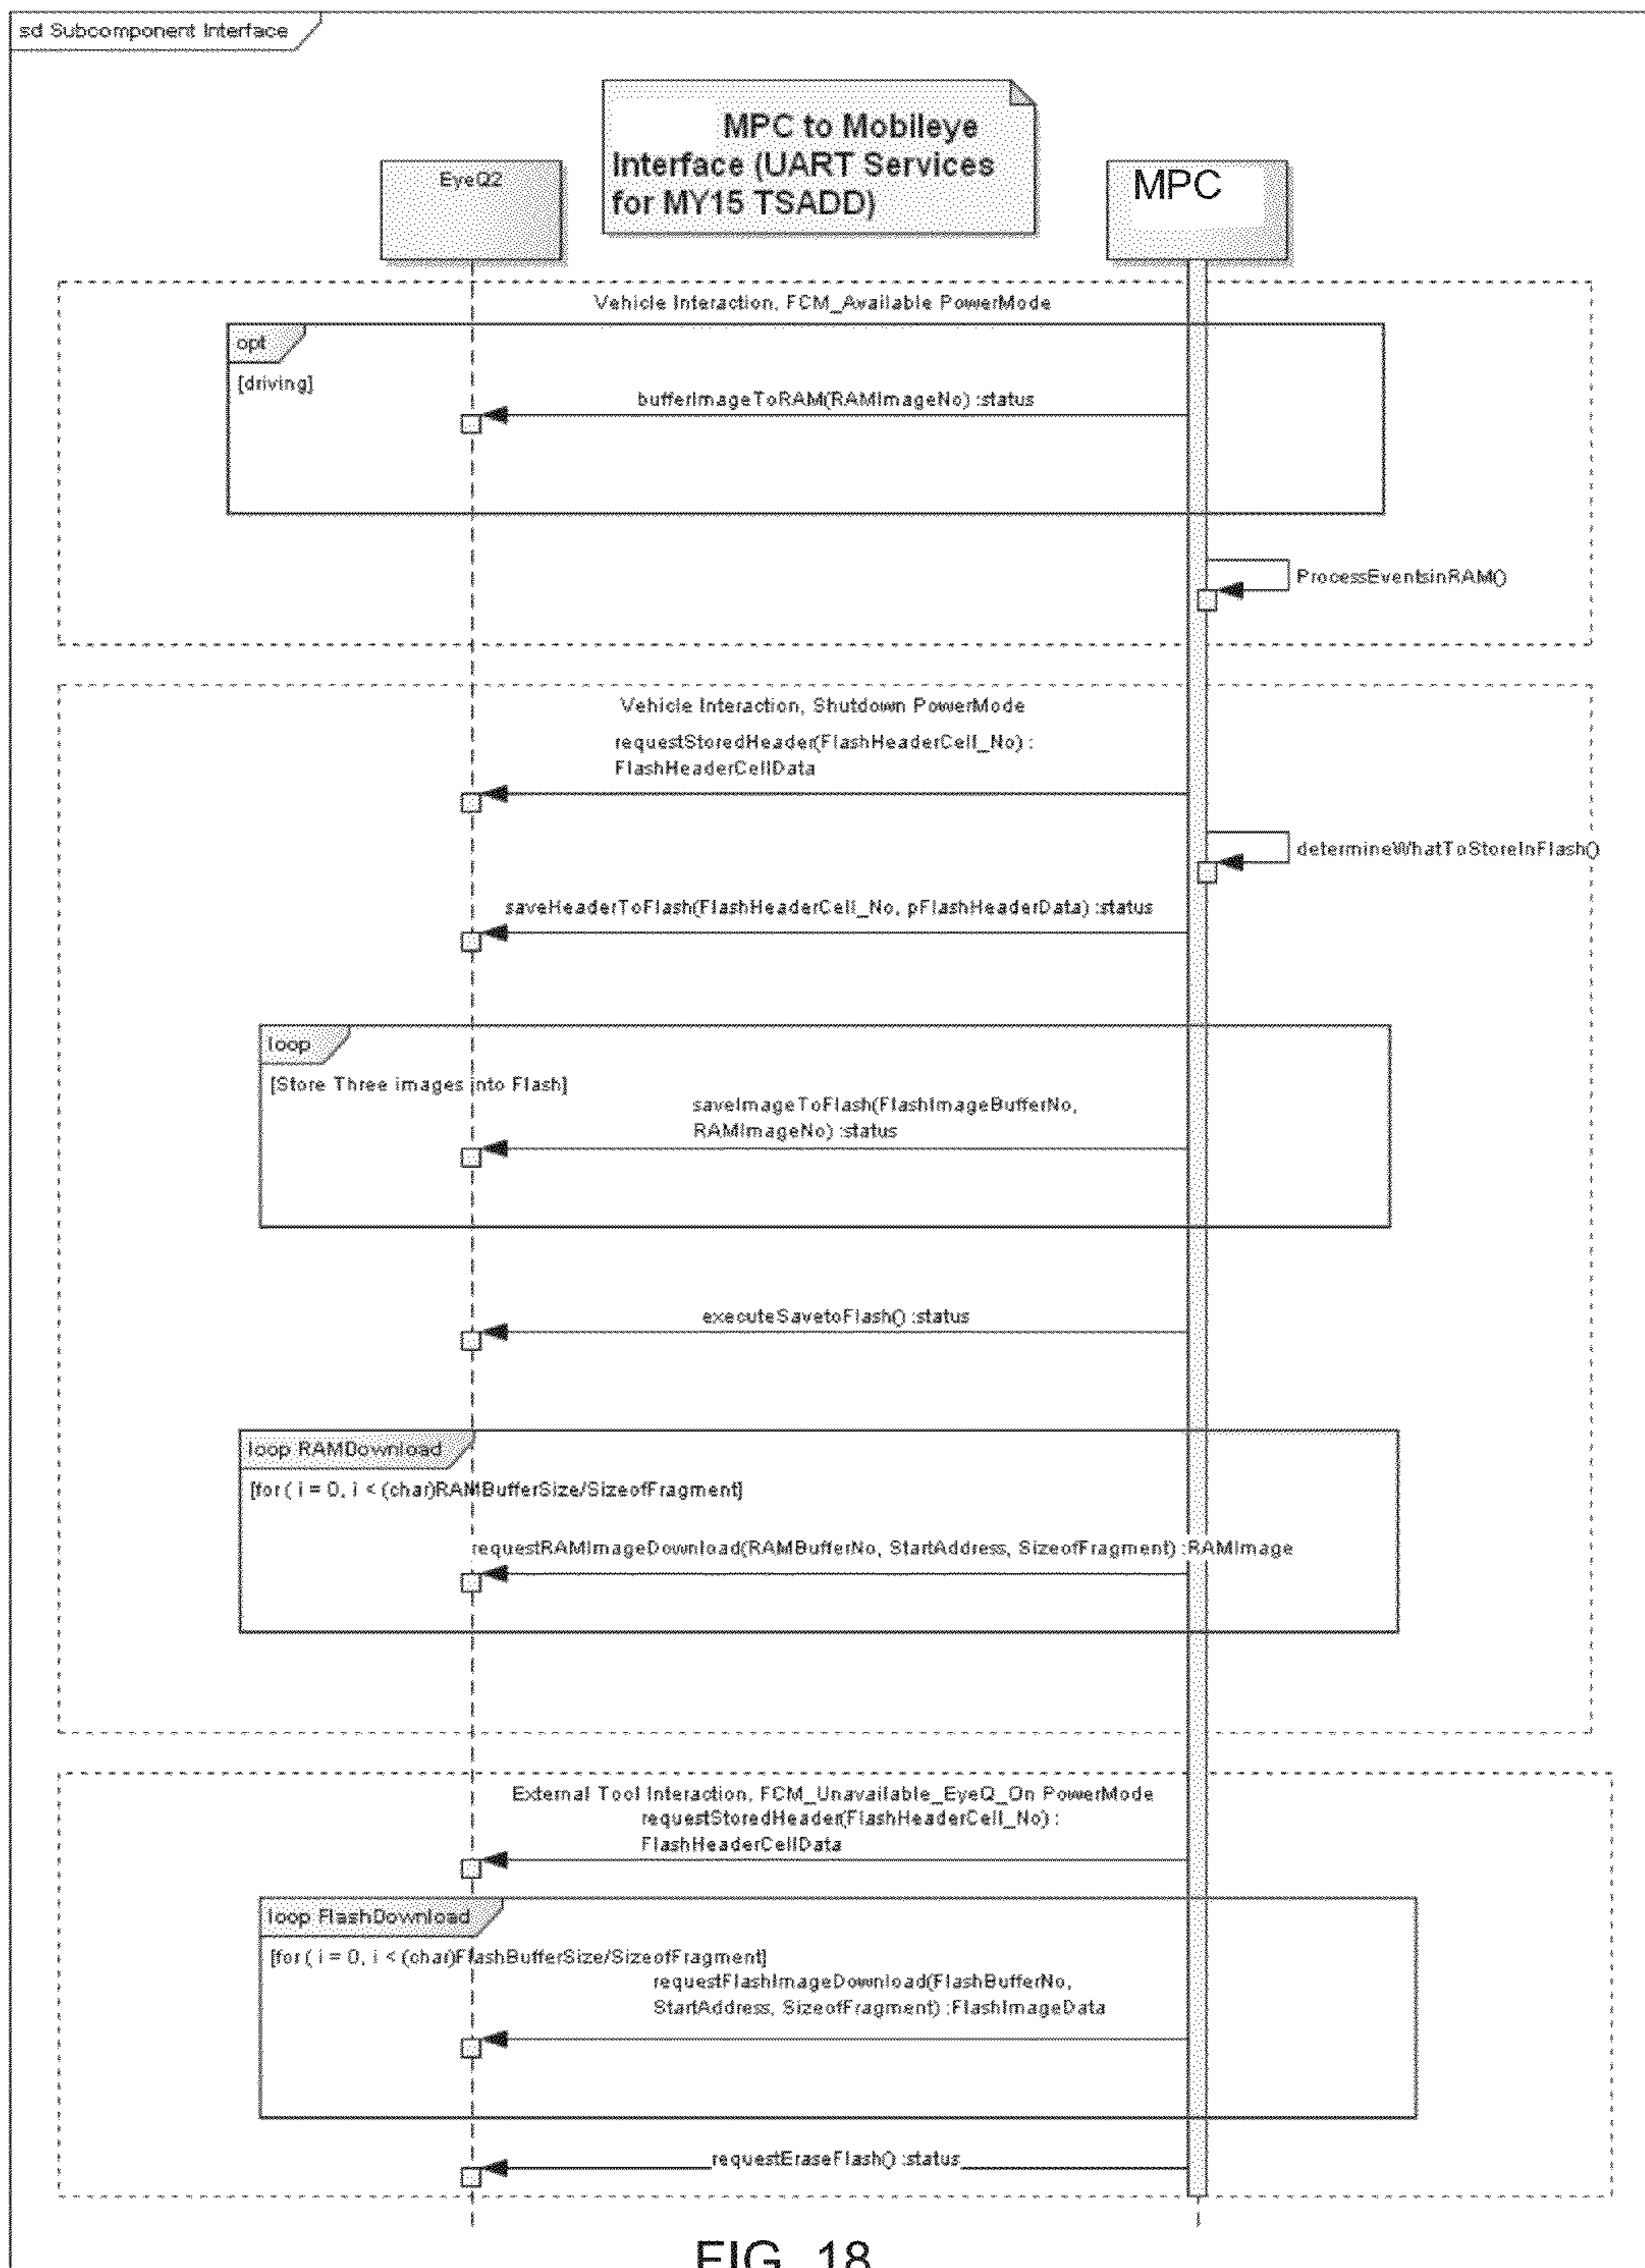 sd Subcomponent Interface
MPC to Mobileye
Interface (UART Services
for MY15 TSADD)
EyeQ2
MPC
Vehicle Interaction, FCM_Available PowerMode
opt
[driving]
bufferImageToRAM(RAMImageNo) :status
ProcessEventsinRAM()
Vehicle Interaction, Shutdown PowerMode
requestStoredHeader(FlashHeaderCell_No) :
FlashHeaderCellData
determineWhatToStoreInFlash()
saveHeaderToFlash(FlashHeaderCell_No, pFlashHeaderData) :status
loop
[Store Three images into Flash]
saveImageToFlash(FlashImageBufferNo,
RAMImageNo) :status
executeSavetoFlash() :status
loop RAMDownload
[for ( i = 0, i < (char)RAMBufferSize/SizeofFragment]
requestRAMImageDownload(RAMBufferNo, StartAddress, SizeofFragment) :RAMImage
External Tool Interaction, FCM_Unavailable_EyeQ_On PowerMode
requestStoredHeader(FlashHeaderCell_No) :
FlashHeaderCellData
loop FlashDownload
[for ( i = 0, i < (char)FlashBufferSize/SizeofFragment]
requestFlashImageDownload(FlashBufferNo,
StartAddress, SizeofFragment) :FlashImageData
requestEraseFlash() :status
FIG. 18